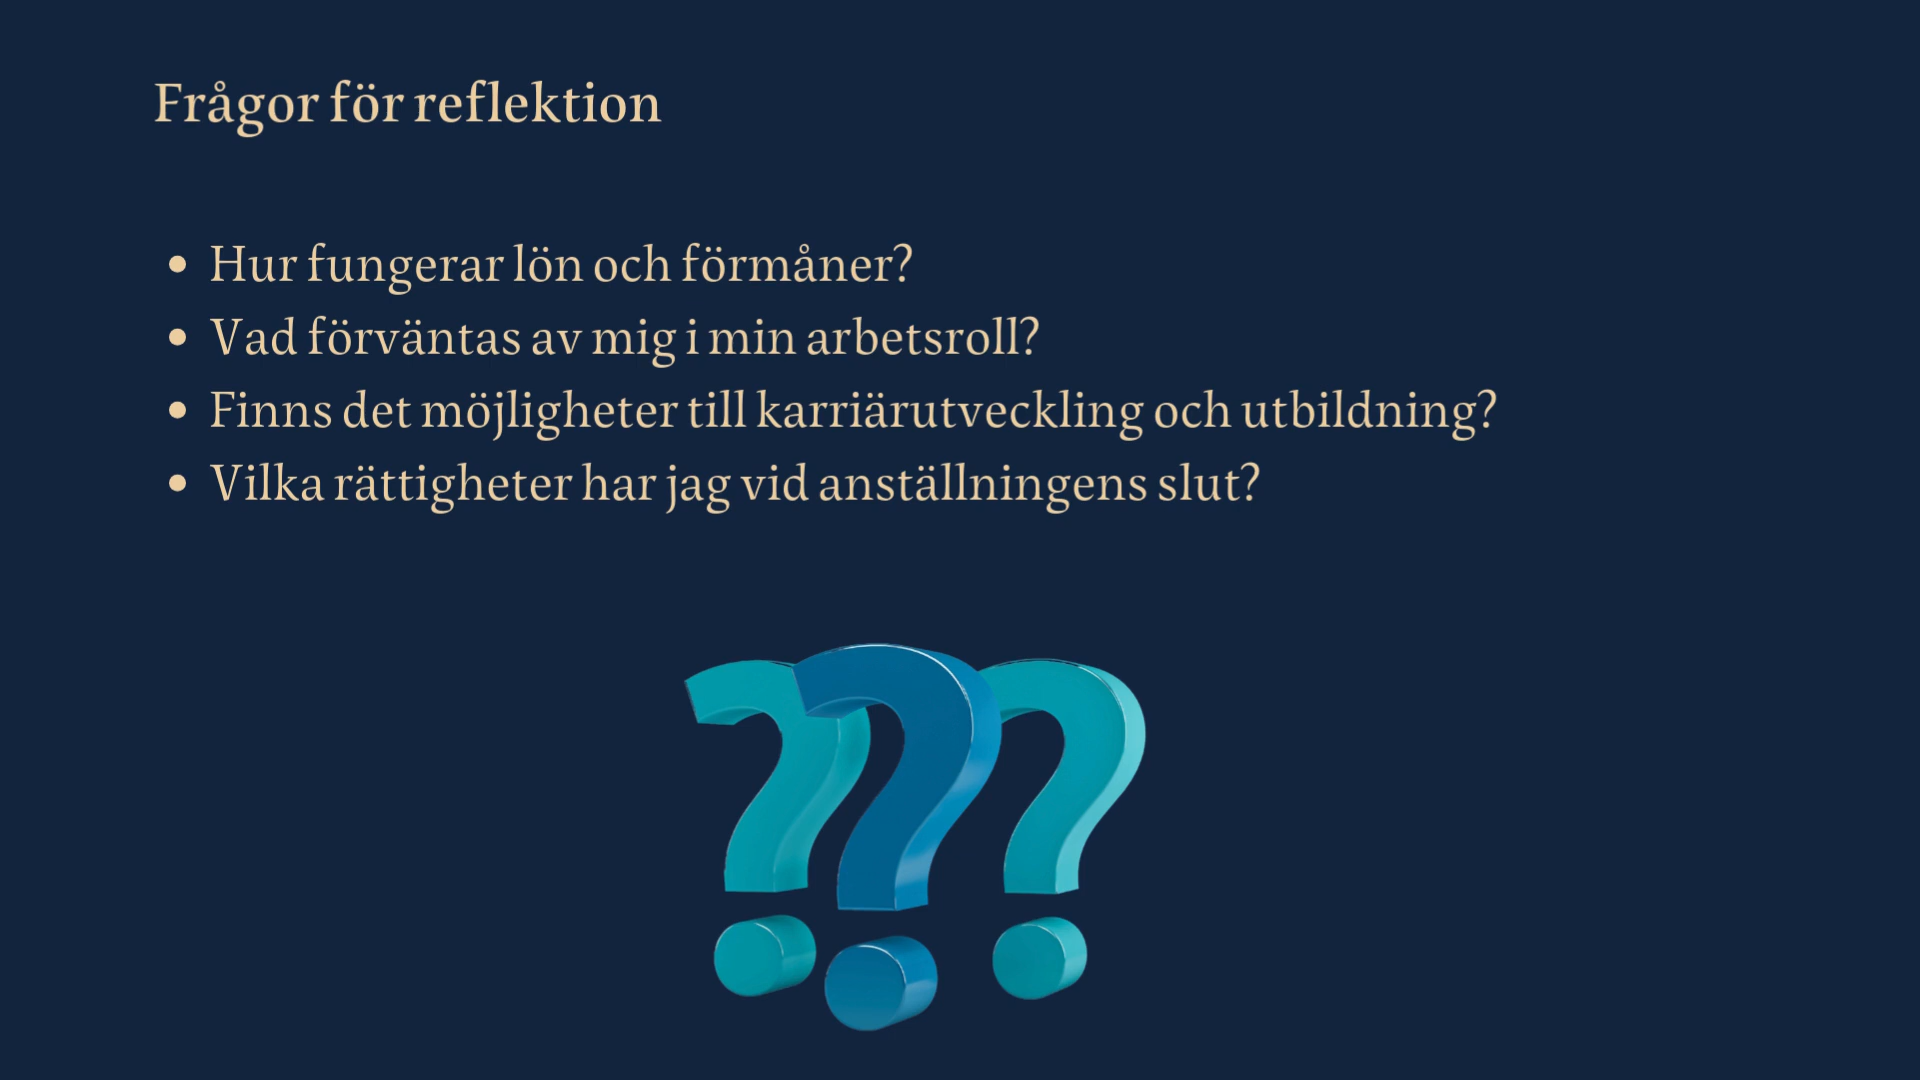 Frågor för reflektion
• Hur fungerar lön och förmåner?
• Vad förväntas av mig i min arbetsroll?
• Finns det möjligheter till karriärutveckling och utbildning?
• Vilka rättigheter har jag vid anställningens slut?